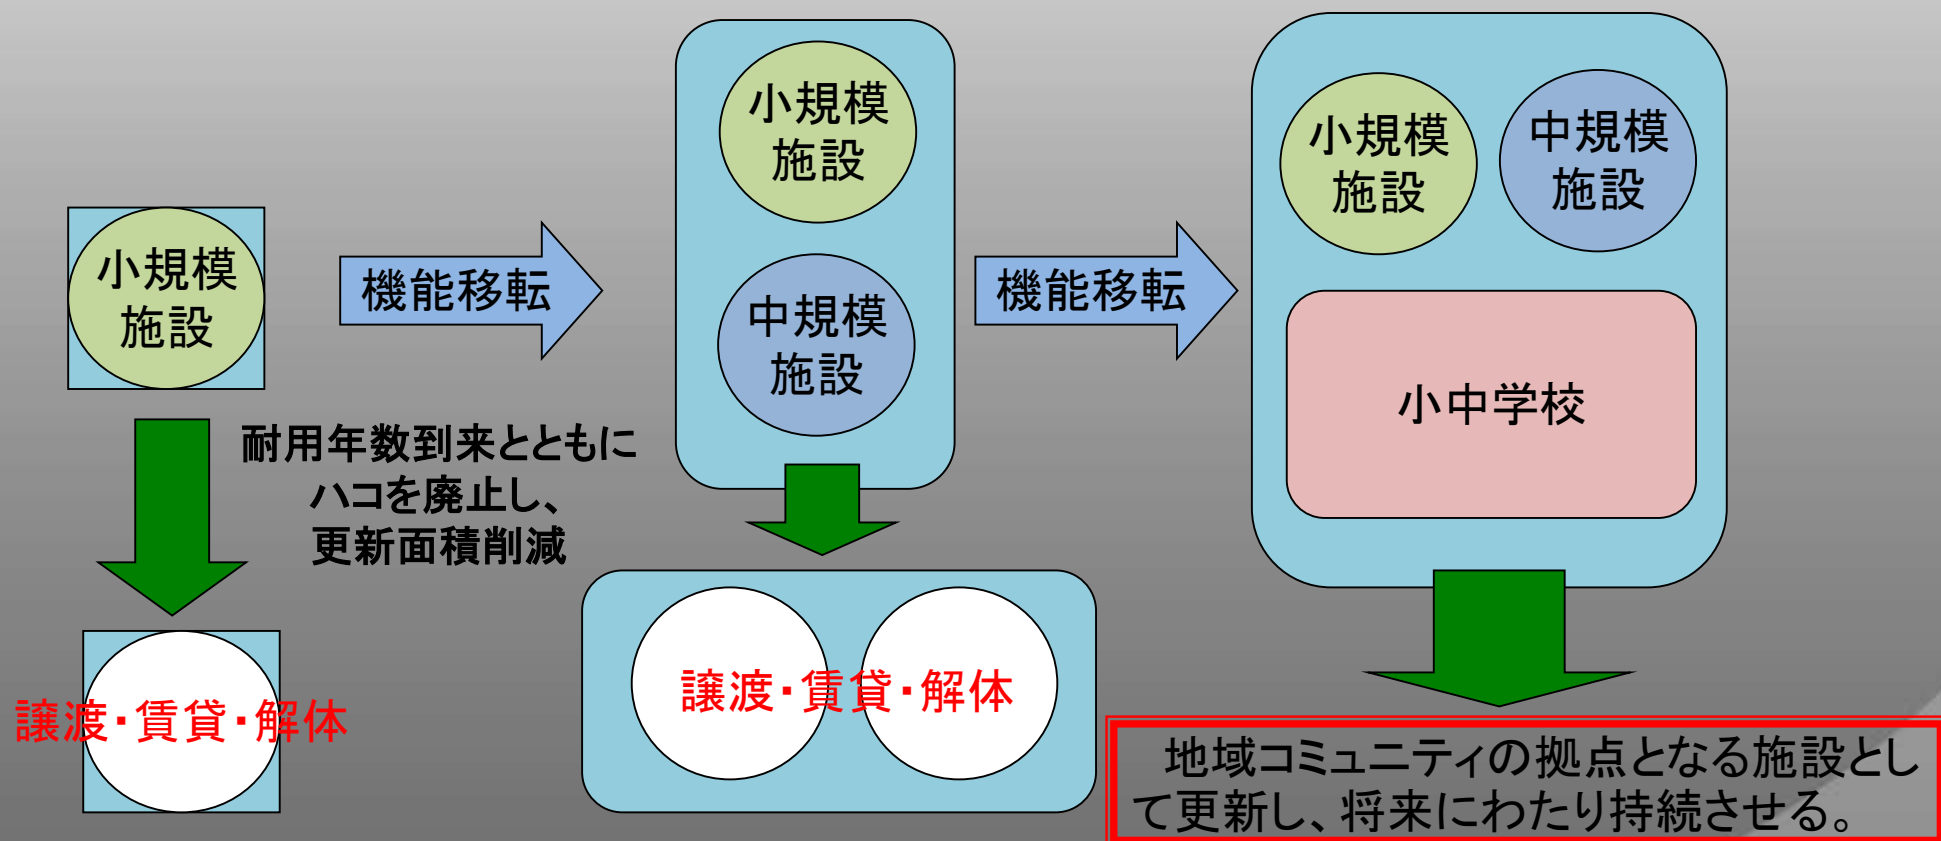 小規模
施設
機能移転
小規模
施設
中規模
施設
機能移転
小規模
施設
中規模
施設
小中学校
耐用年数到来とともに
ハコを廃止し、
更新面積削減
譲渡・賃貸・解体
譲渡・賃貸・解体
地域コミュニティの拠点となる施設とし
て更新し、将来にわたり持続させる。